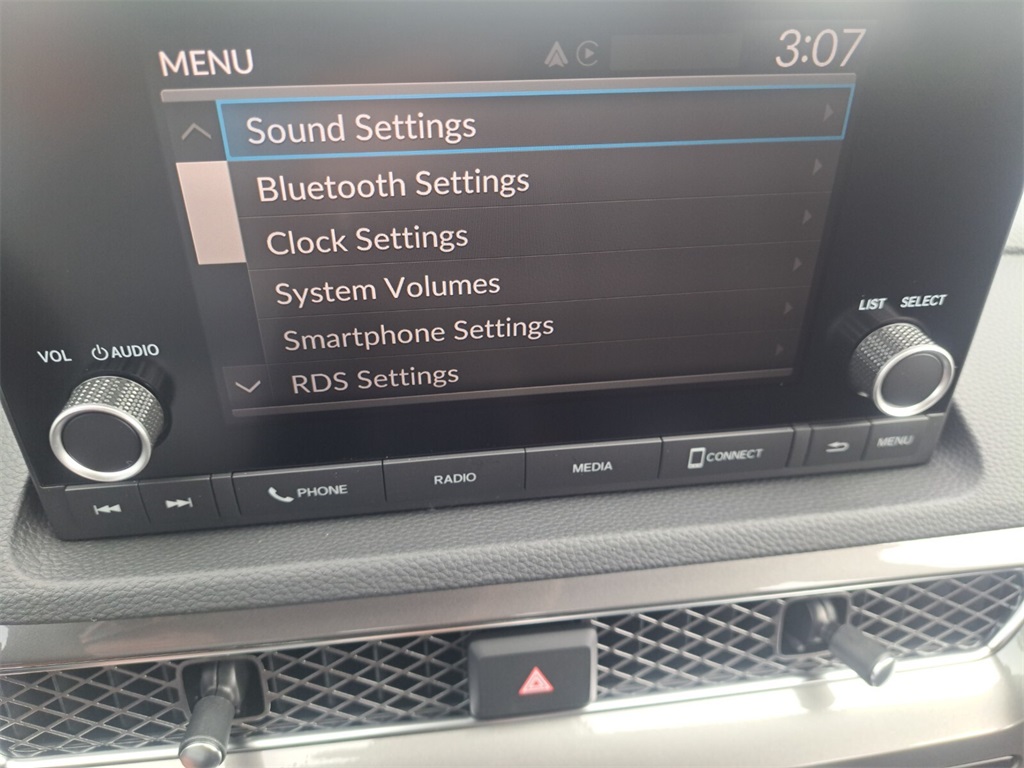 MENU
3:07
Sound Settings
Bluetooth Settings
Clock Settings
System Volumes
Smartphone Settings
RDS Settings
VOL AUDIO
LIST SELECT
PHONE
RADIO
MEDIA
CONNECT
MENU